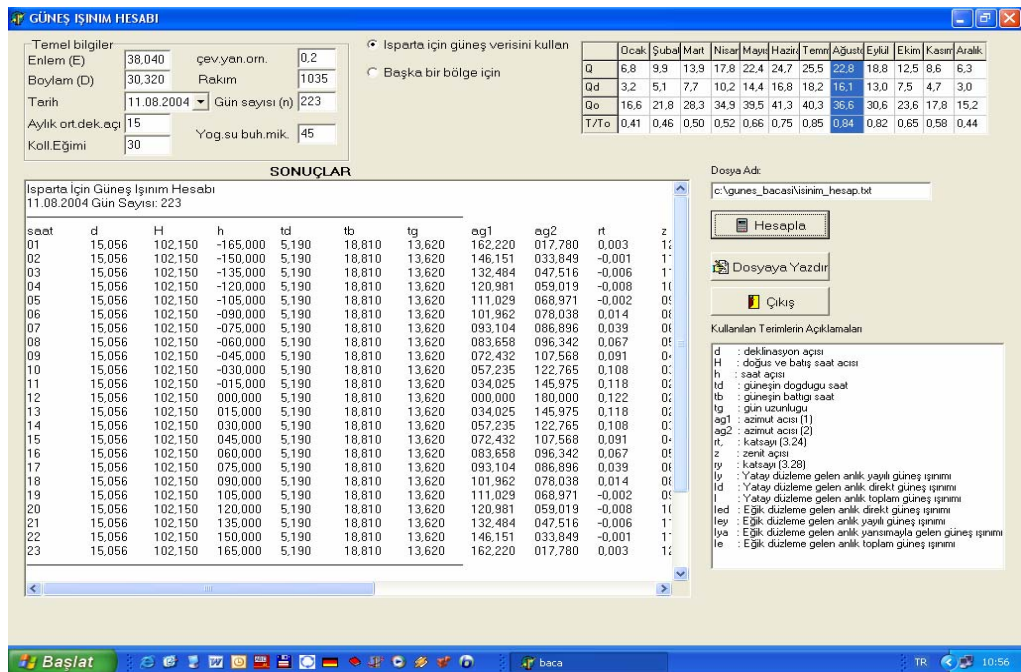 GÜNEŞ IŞINIM HESABI
Temel bilgiler
Enlem (E) 38,040 çev.yan.orn. 0,2
Boylam (D) 30,320 Rakım 1035
Tarih 11.08.2004 Gün sayısı (n) 223
Aylık ort.dek.açı 15 Yog.su buh.mik. 45
Koll.Eğimi 30
Isparta için güneş verisini kullan
Başka bir bölge için
Ocak Şubat Mart Nisar Mayıs Hazira Temm Ağusto Eylül Ekim Kasım Aralık
Q 6,8 9,9 13,9 17,8 22,4 24,7 25,5 22,8 18,8 12,5 8,6 6,3
Qd 3,2 5,1 7,7 10,2 14,4 16,8 18,2 16,1 13,0 7,5 4,7 3,0
Qo 16,6 21,8 28,3 34,9 39,5 41,3 40,3 36,6 30,6 23,6 17,8 15,2
T/To 0,41 0,46 0,50 0,52 0,66 0,75 0,85 0,84 0,82 0,65 0,58 0,44
SONUÇLAR
Isparta İçin Güneş Işınım Hesabı
11.08.2004 Gün Sayısı: 223
saat d H h td tb tg ag1 ag2 rt z
01 15,056 102,150 -165,000 5,190 18,810 13,620 162,220 017,780 0,003 12
02 15,056 102,150 -150,000 5,190 18,810 13,620 146,151 033,849 -0,001 1
03 15,056 102,150 -135,000 5,190 18,810 13,620 132,484 047,516 -0,006 1
04 15,056 102,150 -120,000 5,190 18,810 13,620 120,981 059,019 -0,008 10
05 15,056 102,150 -105,000 5,190 18,810 13,620 111,029 068,971 -0,002 09
06 15,056 102,150 -090,000 5,190 18,810 13,620 101,962 078,038 0,014 08
07 15,056 102,150 -075,000 5,190 18,810 13,620 093,104 086,896 0,039 06
08 15,056 102,150 -060,000 5,190 18,810 13,620 083,658 096,342 0,067 05
09 15,056 102,150 -045,000 5,190 18,810 13,620 072,432 107,568 0,091 04
10 15,056 102,150 -030,000 5,190 18,810 13,620 057,235 122,765 0,108 03
11 15,056 102,150 -015,000 5,190 18,810 13,620 034,025 145,975 0,118 02
12 15,056 102,150 000,000 5,190 18,810 13,620 000,000 180,000 0,122 02
13 15,056 102,150 015,000 5,190 18,810 13,620 034,025 145,975 0,118 02
14 15,056 102,150 030,000 5,190 18,810 13,620 057,235 122,765 0,108 03
15 15,056 102,150 045,000 5,190 18,810 13,620 072,432 107,568 0,091 04
16 15,056 102,150 060,000 5,190 18,810 13,620 083,658 096,342 0,067 05
17 15,056 102,150 075,000 5,190 18,810 13,620 093,104 086,896 0,039 06
18 15,056 102,150 090,000 5,190 18,810 13,620 101,962 078,038 0,014 08
19 15,056 102,150 105,000 5,190 18,810 13,620 111,029 068,971 -0,002 09
20 15,056 102,150 120,000 5,190 18,810 13,620 120,981 059,019 -0,008 10
21 15,056 102,150 135,000 5,190 18,810 13,620 132,484 047,516 -0,006 1
22 15,056 102,150 150,000 5,190 18,810 13,620 146,151 033,849 -0,001 1
23 15,056 102,150 165,000 5,190 18,810 13,620 162,220 017,780 0,003 12
Dosya Adı:
c:\gunes_bacasi\isinim_hesap.txt
Hesapla
Dosyaya Yazdır
Çıkış
Kullanılan Terimlerin Açıklamaları
d : deklinasyon açısı
H : doğus ve batış saat acısı
h : saat açısı
td : güneşin dogdugu saat
tb : güneşin battıgı saat
tg : gün uzunlugu
ag1 : azimut acısı (1)
ag2 : azimut acısı (2)
rt, : katsayı (3.24)
z : zenit açısı
ry : katsayı (3.28)
Iy : Yatay düzleme gelen anlık yayılı güneş ışınımı
Id : Yatay düzleme gelen anlık direkt güneş ışınımı
I : Yatay düzleme gelen anlık toplam güneş ışınımı
Ied : Eğik düzleme gelen anlık direkt güneş ışınımı
Iey : Eğik düzleme gelen anlık yayılı güneş ışınımı
Iya : Eğik düzleme gelen anlık yansımayla gelen güneş ışınımı
Ie : Eğik düzleme gelen anlık toplam güneş ışınımı
Başlat
baca
TR 10:56